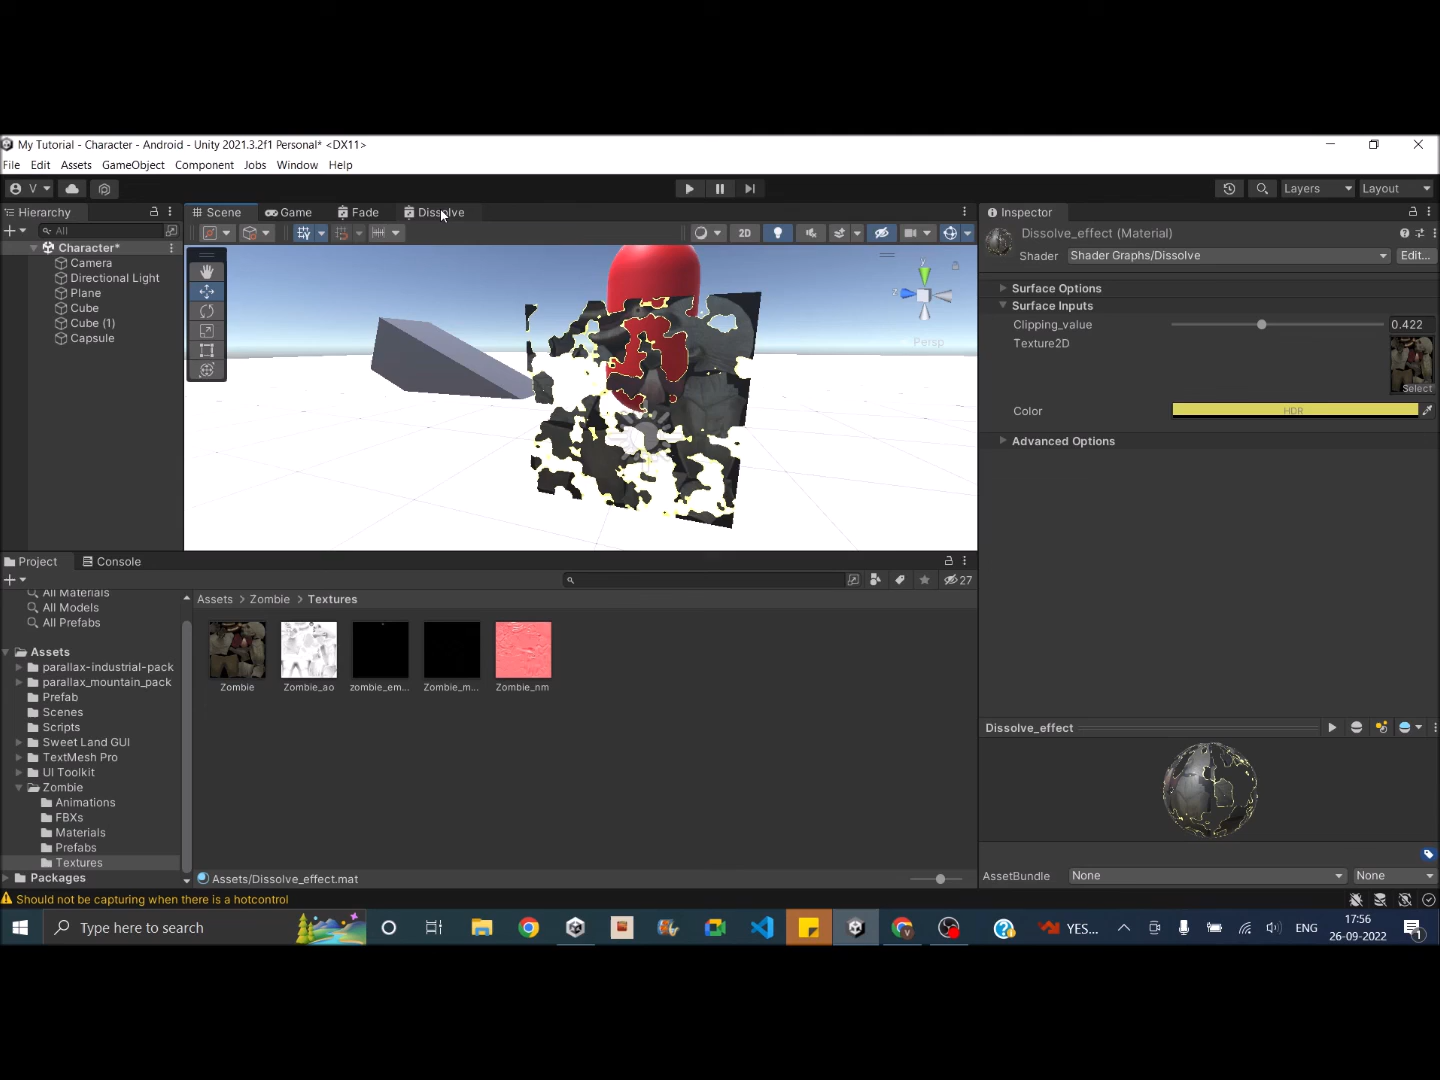 My Tutorial - Character - Android - Unity 2021.3.2f1 Personal* <DX11>
File Edit Assets GameObject Component Jobs Window Help
V Layers Layout
Hierarchy
All
Character*
Camera
Directional Light
Plane
Cube
Cube (1)
Capsule
Scene Game Fade Dissolve
2D
y
z
Persp
Inspector
Dissolve_effect (Material)
Shader Shader Graphs/Dissolve Edit...
Surface Options
Surface Inputs
Clipping_value 0.422
Texture2D
Select
Color HDR
Advanced Options
Project Console
27
All Materials
All Models
All Prefabs
Assets
parallax-industrial-pack
parallax_mountain_pack
Prefab
Scenes
Scripts
Sweet Land GUI
TextMesh Pro
UI Toolkit
Zombie
Animations
FBXs
Materials
Prefabs
Textures
Packages
Assets > Zombie > Textures
Zombie Zombie_ao zombie_em... Zombie_m... Zombie_nm
Assets/Dissolve_effect.mat
Dissolve_effect
AssetBundle None None
Should not be capturing when there is a hotcontrol
Type here to search
YES...
ENG
17:56
26-09-2022
1